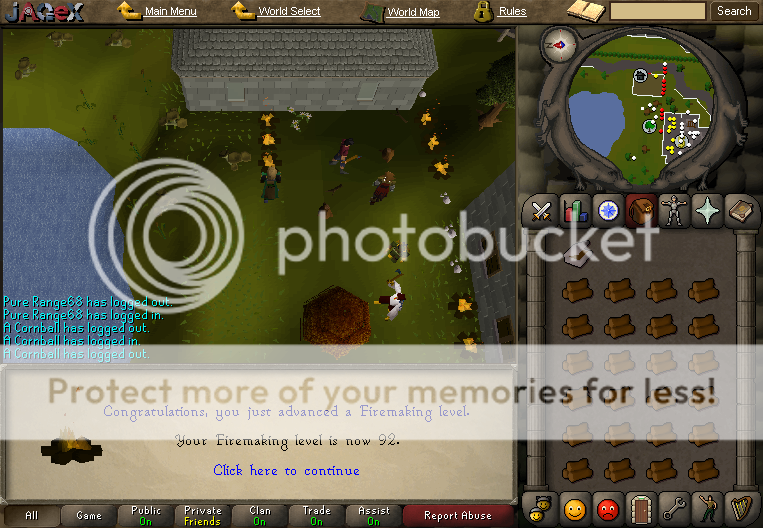 JAGeX
Main Menu
World Select
World Map
Rules
Search
photobucket
Pure Range68 has logged out.
Pure Range68 has logged in.
A Cornball has logged out.
A Cornball has logged in.
A Cornball has logged out.
Protect more of your memories for less!
Congratulations, you just advanced a Firemaking level.
Your Firemaking level is now 92.
Click here to continue
All
Game
Public
On
Private
Friends
Clan
On
Trade
On
Assist
On
Report Abuse